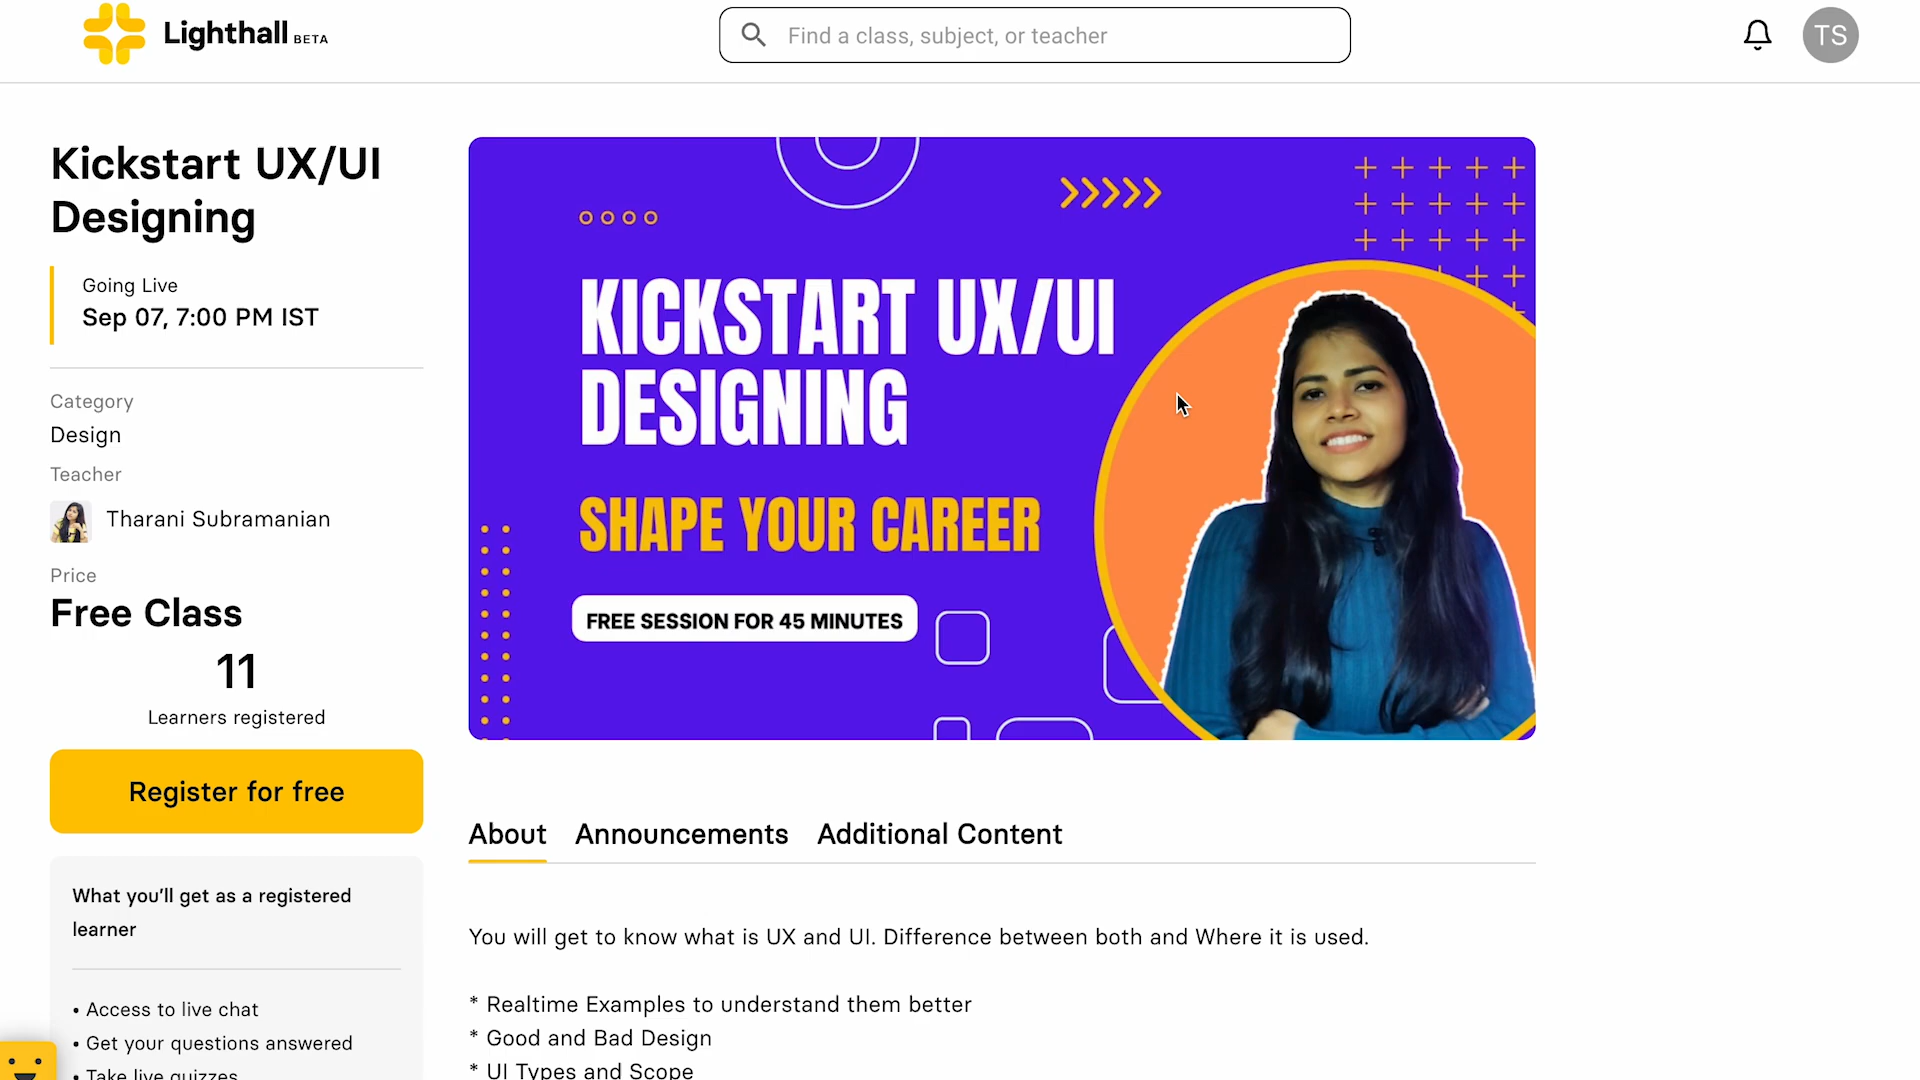 Lighthall BETA
Find a class, subject, or teacher
TS
Kickstart UX/UI
Designing
Going Live
Sep 07, 7:00 PM IST
Category
Design
Teacher
Tharani Subramanian
Price
Free Class
11
Learners registered
Register for free
What you’ll get as a registered
learner
• Access to live chat
• Get your questions answered
• Take live quizzes
KICKSTART UX/UI
DESIGNING
SHAPE YOUR CAREER
FREE SESSION FOR 45 MINUTES
About Announcements Additional Content
You will get to know what is UX and UI. Difference between both and Where it is used.
* Realtime Examples to understand them better
* Good and Bad Design
* UI Types and Scope